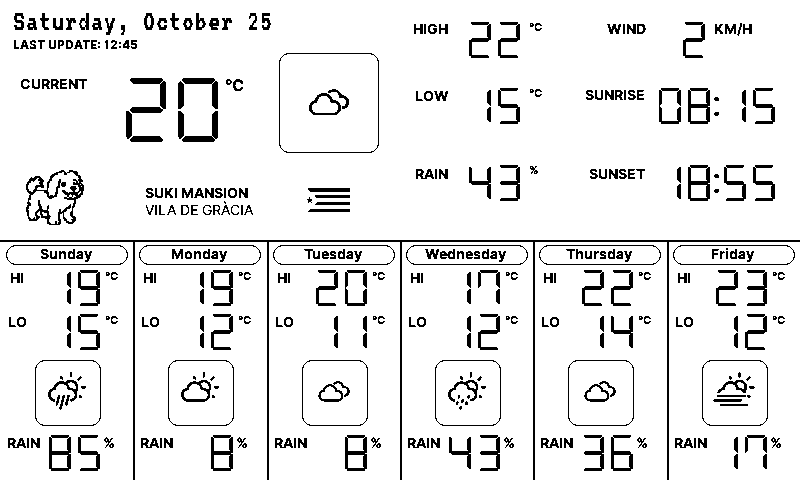 Saturday, October 25
LAST UPDATE: 12:45
CURRENT 20 °C
SUKI MANSION
VILA DE GRÀCIA
HIGH 22 °C
LOW 15 °C
RAIN 43 %
WIND 2 KM/H
SUNRISE 08:15
SUNSET 18:55
Sunday
HI 19 °C
LO 15 °C
RAIN 85 %
Monday
HI 19 °C
LO 12 °C
RAIN 8 %
Tuesday
HI 20 °C
LO 11 °C
RAIN 8 %
Wednesday
HI 17 °C
LO 12 °C
RAIN 43 %
Thursday
HI 22 °C
LO 14 °C
RAIN 36 %
Friday
HI 23 °C
LO 12 °C
RAIN 17 %